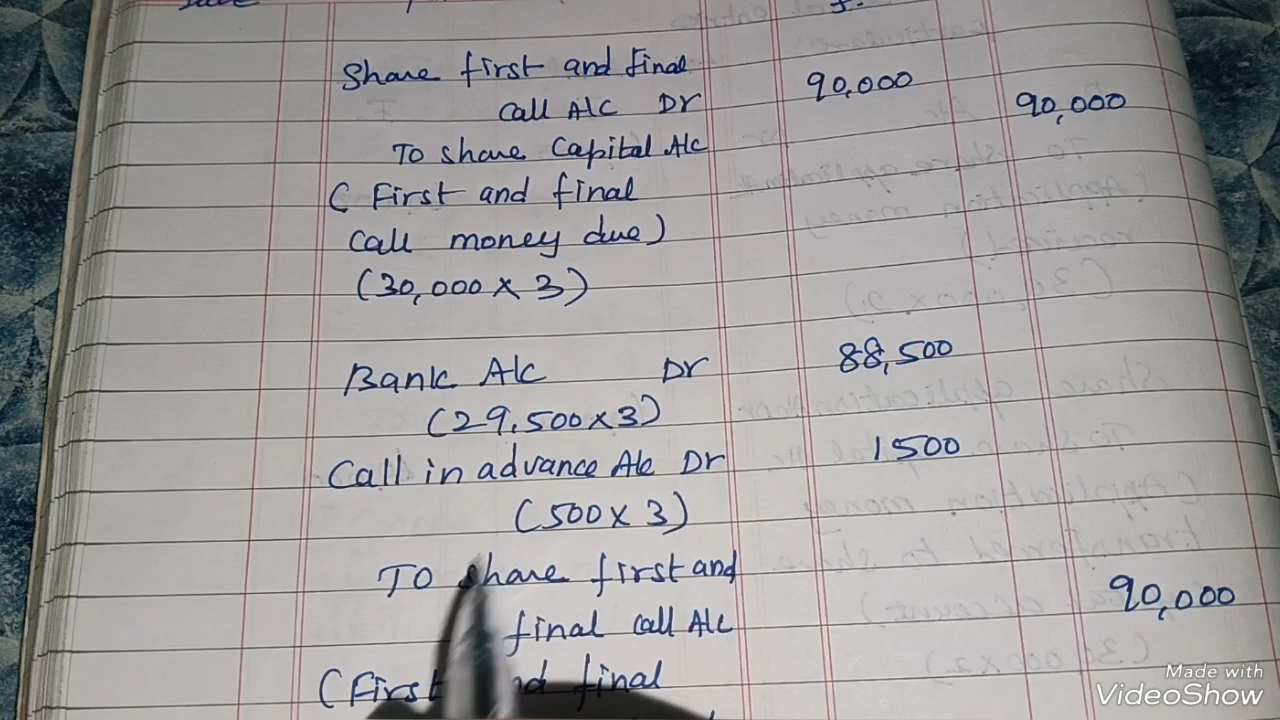 Share first and final
call A/c Dr 90,000
90,000
To share Capital A/c
( First and final
call money due)
(30,000 x 3)
Bank A/c Dr 88,500
(29,500 x 3)
Call in advance A/c Dr 1500
(500 x 3)
To share first and
final call A/c 90,000
(First final
Made with
VideoShow